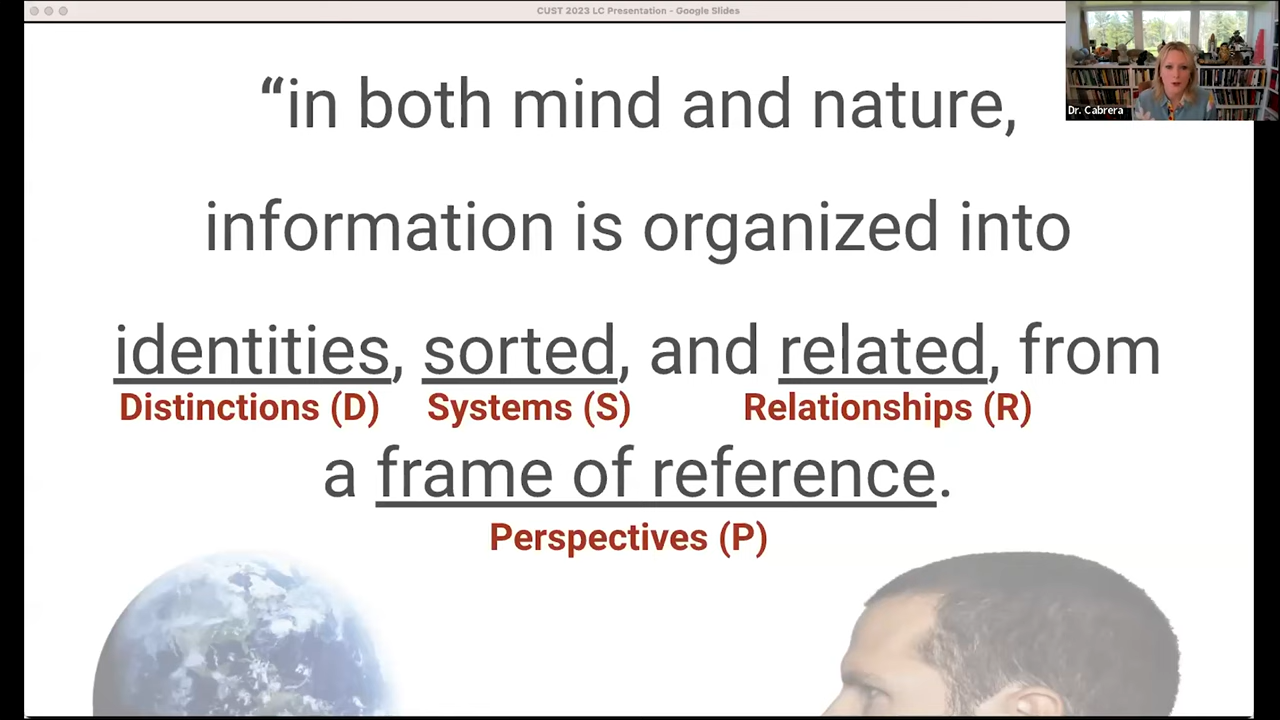 CUST 2023 LC Presentation - Google Slides
Dr. Cabrera
“in both mind and nature,
information is organized into
identities, sorted, and related, from
Distinctions (D) Systems (S) Relationships (R)
a frame of reference.
Perspectives (P)